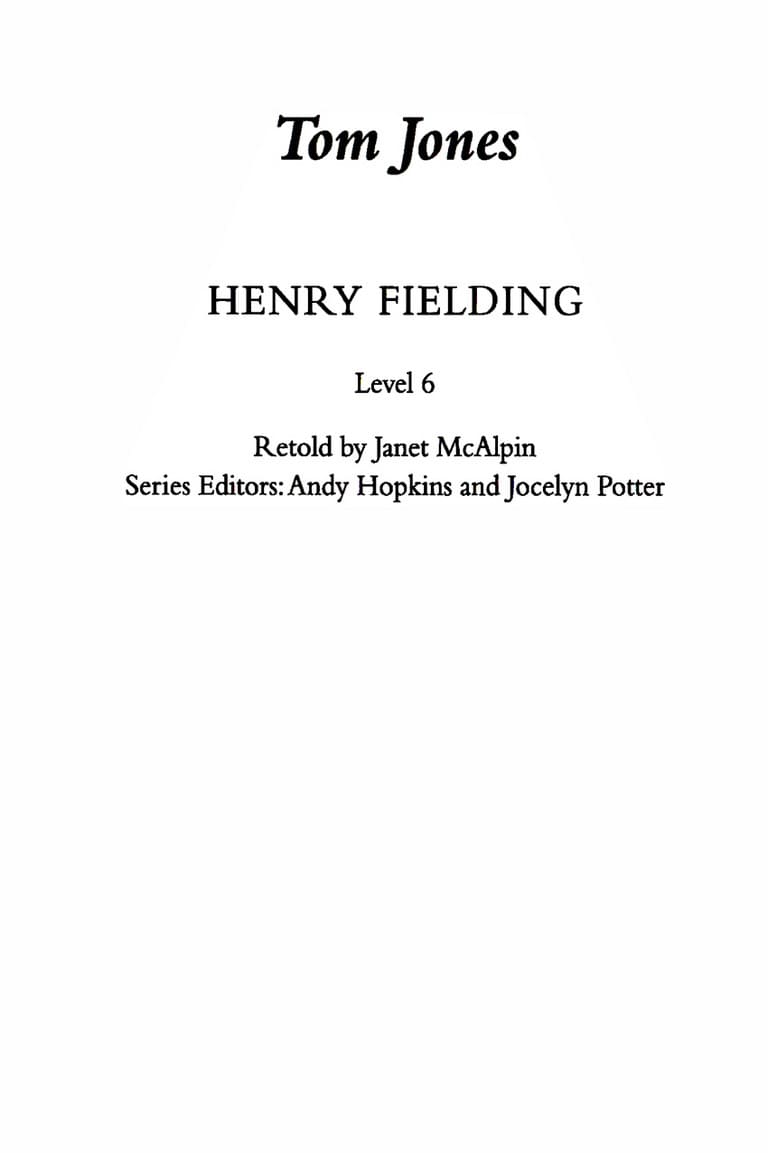 Tom Jones
HENRY FIELDING
Level 6
Retold by Janet McAlpin
Series Editors: Andy Hopkins and Jocelyn Potter